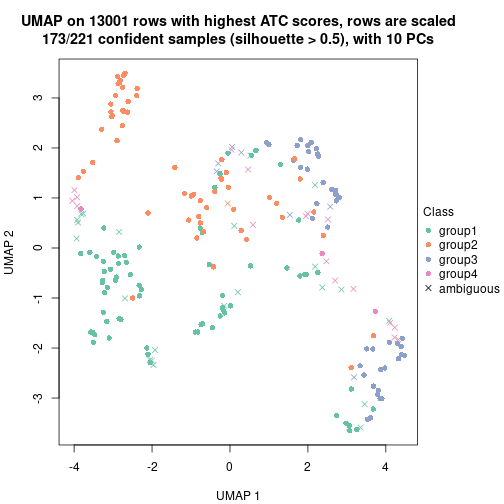 UMAP on 13001 rows with highest ATC scores, rows are scaled
173/221 confident samples (silhouette > 0.5), with 10 PCs
3
2
1
0
-1
-2
-3
UMAP 2
-4
-2
0
2
4
UMAP 1
Class
group1
group2
group3
group4
ambiguous